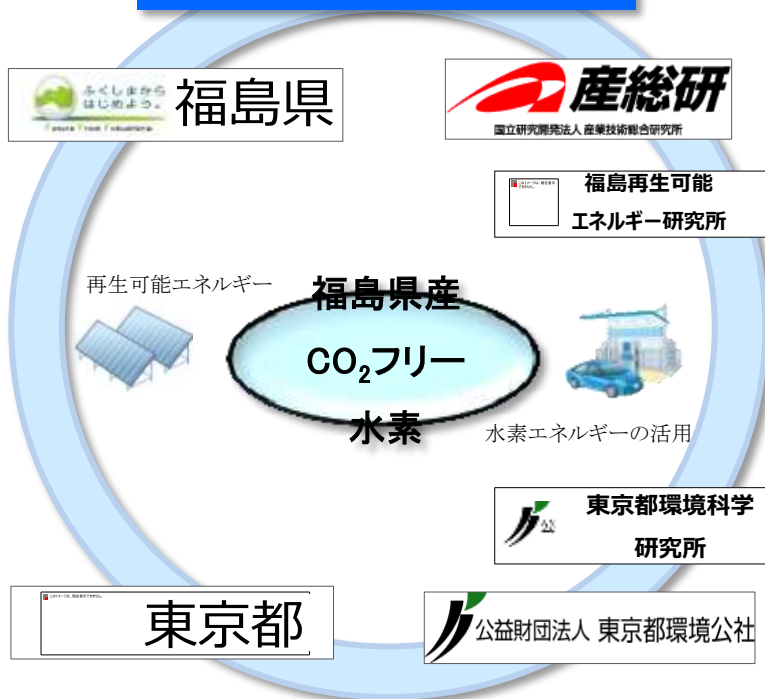 ふくしまから
はじめよう。
Future From Fukushima.
福島県
産総研
国立研究開発法人 産業技術総合研究所
福島再生可能
エネルギー研究所
再生可能エネルギー
福島県産
CO₂フリー
水素
水素エネルギーの活用
公
東京都環境科学
研究所
東京都
公益財団法人 東京都環境公社